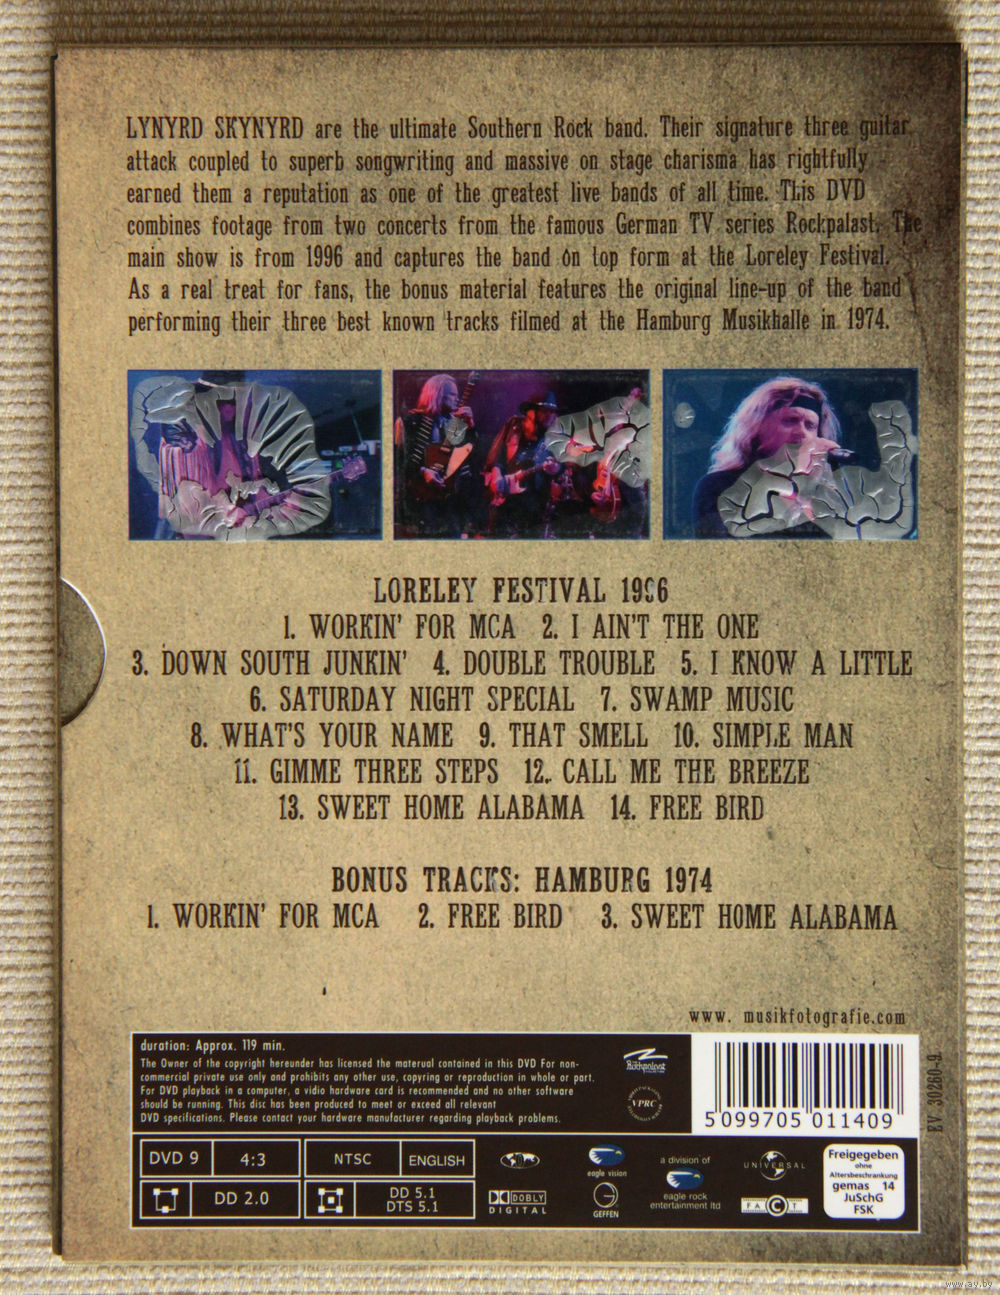 LYNYRD SKYNYRD are the ultimate Southern Rock band. Their signature three guitar
attack coupled to superb songwriting and massive on stage charisma has rightfully
earned them a reputation as one of the greatest live bands of all time. This DVD
combines footage from two concerts from the famous German TV series Rockpalast. The
main show is from 1996 and captures the band on top form at the Loreley Festival.
As a real treat for fans, the bonus material features the original line-up of the band
performing their three best known tracks filmed at the Hamburg Musikhalle in 1974.
LORELEY FESTIVAL 1996
1. WORKIN' FOR MCA 2. I AIN'T THE ONE
3. DOWN SOUTH JUNKIN' 4. DOUBLE TROUBLE 5. I KNOW A LITTLE
6. SATURDAY NIGHT SPECIAL 7. SWAMP MUSIC
8. WHAT'S YOUR NAME 9. THAT SMELL 10. SIMPLE MAN
11. GIMME THREE STEPS 12. CALL ME THE BREEZE
13. SWEET HOME ALABAMA 14. FREE BIRD
BONUS TRACKS: HAMBURG 1974
1. WORKIN' FOR MCA 2. FREE BIRD 3. SWEET HOME ALABAMA
www. musikfotografie.com
duration: Approx. 119 min.
The Owner of the copyright hereunder has licensed the materual contained in this DVD For non-
commercial private use only and prohibits any other use, copyring or reproduction in whole or part.
For DVD playback in a computer, a vidio hardware card is recommended and no other software
should be running. This disc has been produced to meet or exceed all relevant
DVD specifications. Please contact your hardware manufacturer regarding playback problems.
Rockpalast
VPRC
5 099705 011409
EV 30260-9
DVD 9
4:3
NTSC
ENGLISH
DD 2.0
DD 5.1
DTS 5.1
DOBLY
DIGITAL
eagle vision
GEFFEN
a division of
eagle rock
entertainment ltd
UNIVERSAL
FACT
Freigegeben
ohne
Altersbeschrankung
gemas 14
JuSchG
FSK
www.ay.by